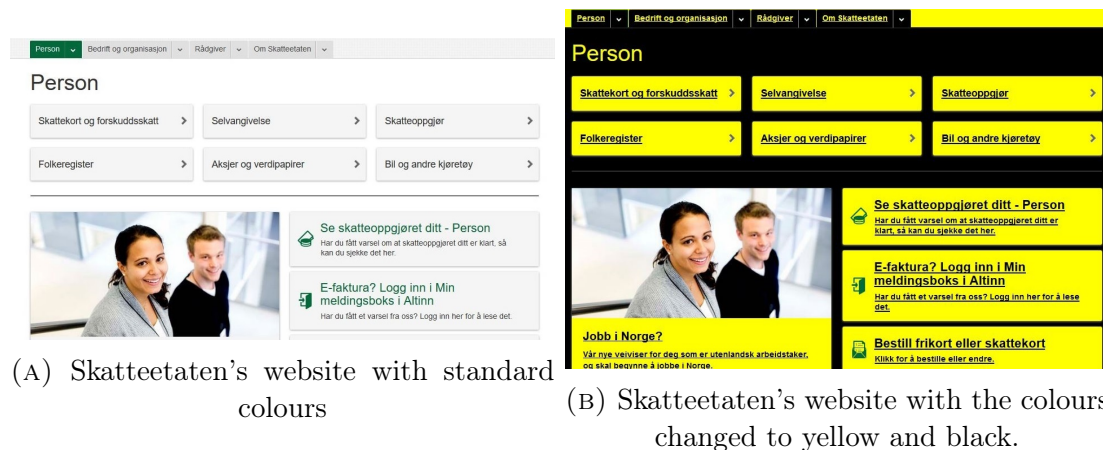 Person Bedrift og organisasjon Rådgiver Om Skatteetaten
Person
Skattekort og forskuddsskatt Selvangivelse Skatteoppgjør
Folkeregister Aksjer og verdipapirer Bil og andre kjøretøy
Se skatteoppgjøret ditt - Person
Har du fått varsel om at skatteoppgjøret ditt er klart, så
kan du sjekke det her.
E-faktura? Logg inn i Min
meldingsboks i Altinn
Har du fått et varsel fra oss? Logg inn her for å lese det.
(A) Skatteetaten's website with standard
colours
Person Bedrift og organisasjon Rådgiver Om Skatteetaten
Person
Skattekort og forskuddsskatt Selvangivelse Skatteoppgjør
Folkeregister Aksjer og verdipapirer Bil og andre kjøretøy
Se skatteoppgjøret ditt - Person
Har du fått varsel om at skatteoppgjøret ditt er
klart, så kan du sjekke det her.
E-faktura? Logg inn i Min
meldingsboks i Altinn
Har du fått et varsel fra oss? Logg inn her for å lese
det.
Jobb i Norge?
Vår nye veiviser for deg som er utenlandsk arbeidstaker,
og skal begynne å jobbe i Norge.
Bestill frikort eller skattekort
Klikk for å bestille eller endre.
(B) Skatteetaten's website with the colours
changed to yellow and black.